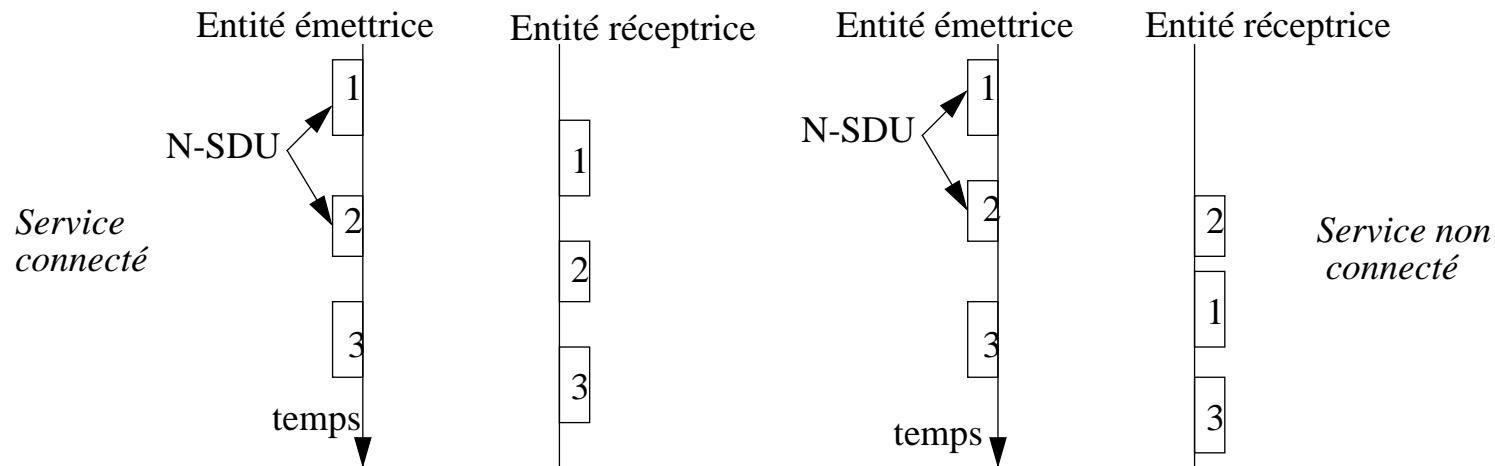 Entité émettrice
Entité réceptrice
1
N-SDU
1
2
Service
connecté
2
3
3
temps
Entité émettrice
Entité réceptrice
1
N-SDU
2
2
Service non
connecté
1
3
3
temps